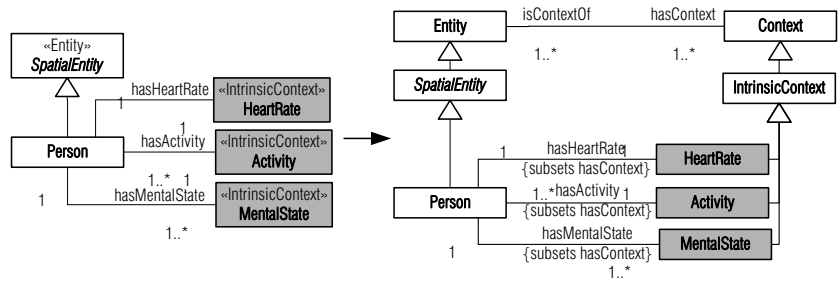 «Entity»
SpatialEntity
hasHeartRate
1
«IntrinsicContext»
HeartRate
1
Person
hasActivity
«IntrinsicContext»
Activity
1..* 1
1
hasMentalState
«IntrinsicContext»
MentalState
1..*
Entity
isContextOf
hasContext
Context
1..*
1..*
SpatialEntity
IntrinsicContext
1
hasHeartRate
1
{subsets hasContext}
HeartRate
Person
1..*
hasActivity
1
{subsets hasContext}
Activity
1
hasMentalState
{subsets hasContext}
MentalState
1..*